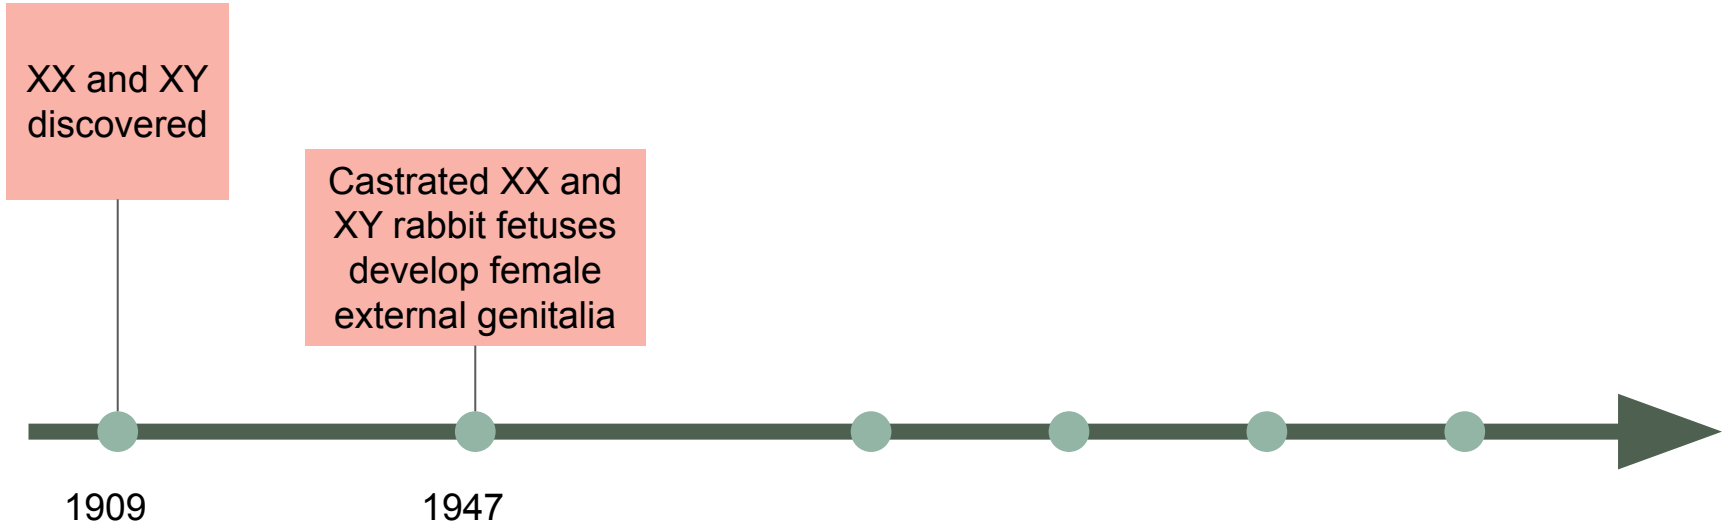 XX and XY
discovered
Castrated XX and
XY rabbit fetuses
develop female
external genitalia
1909
1947